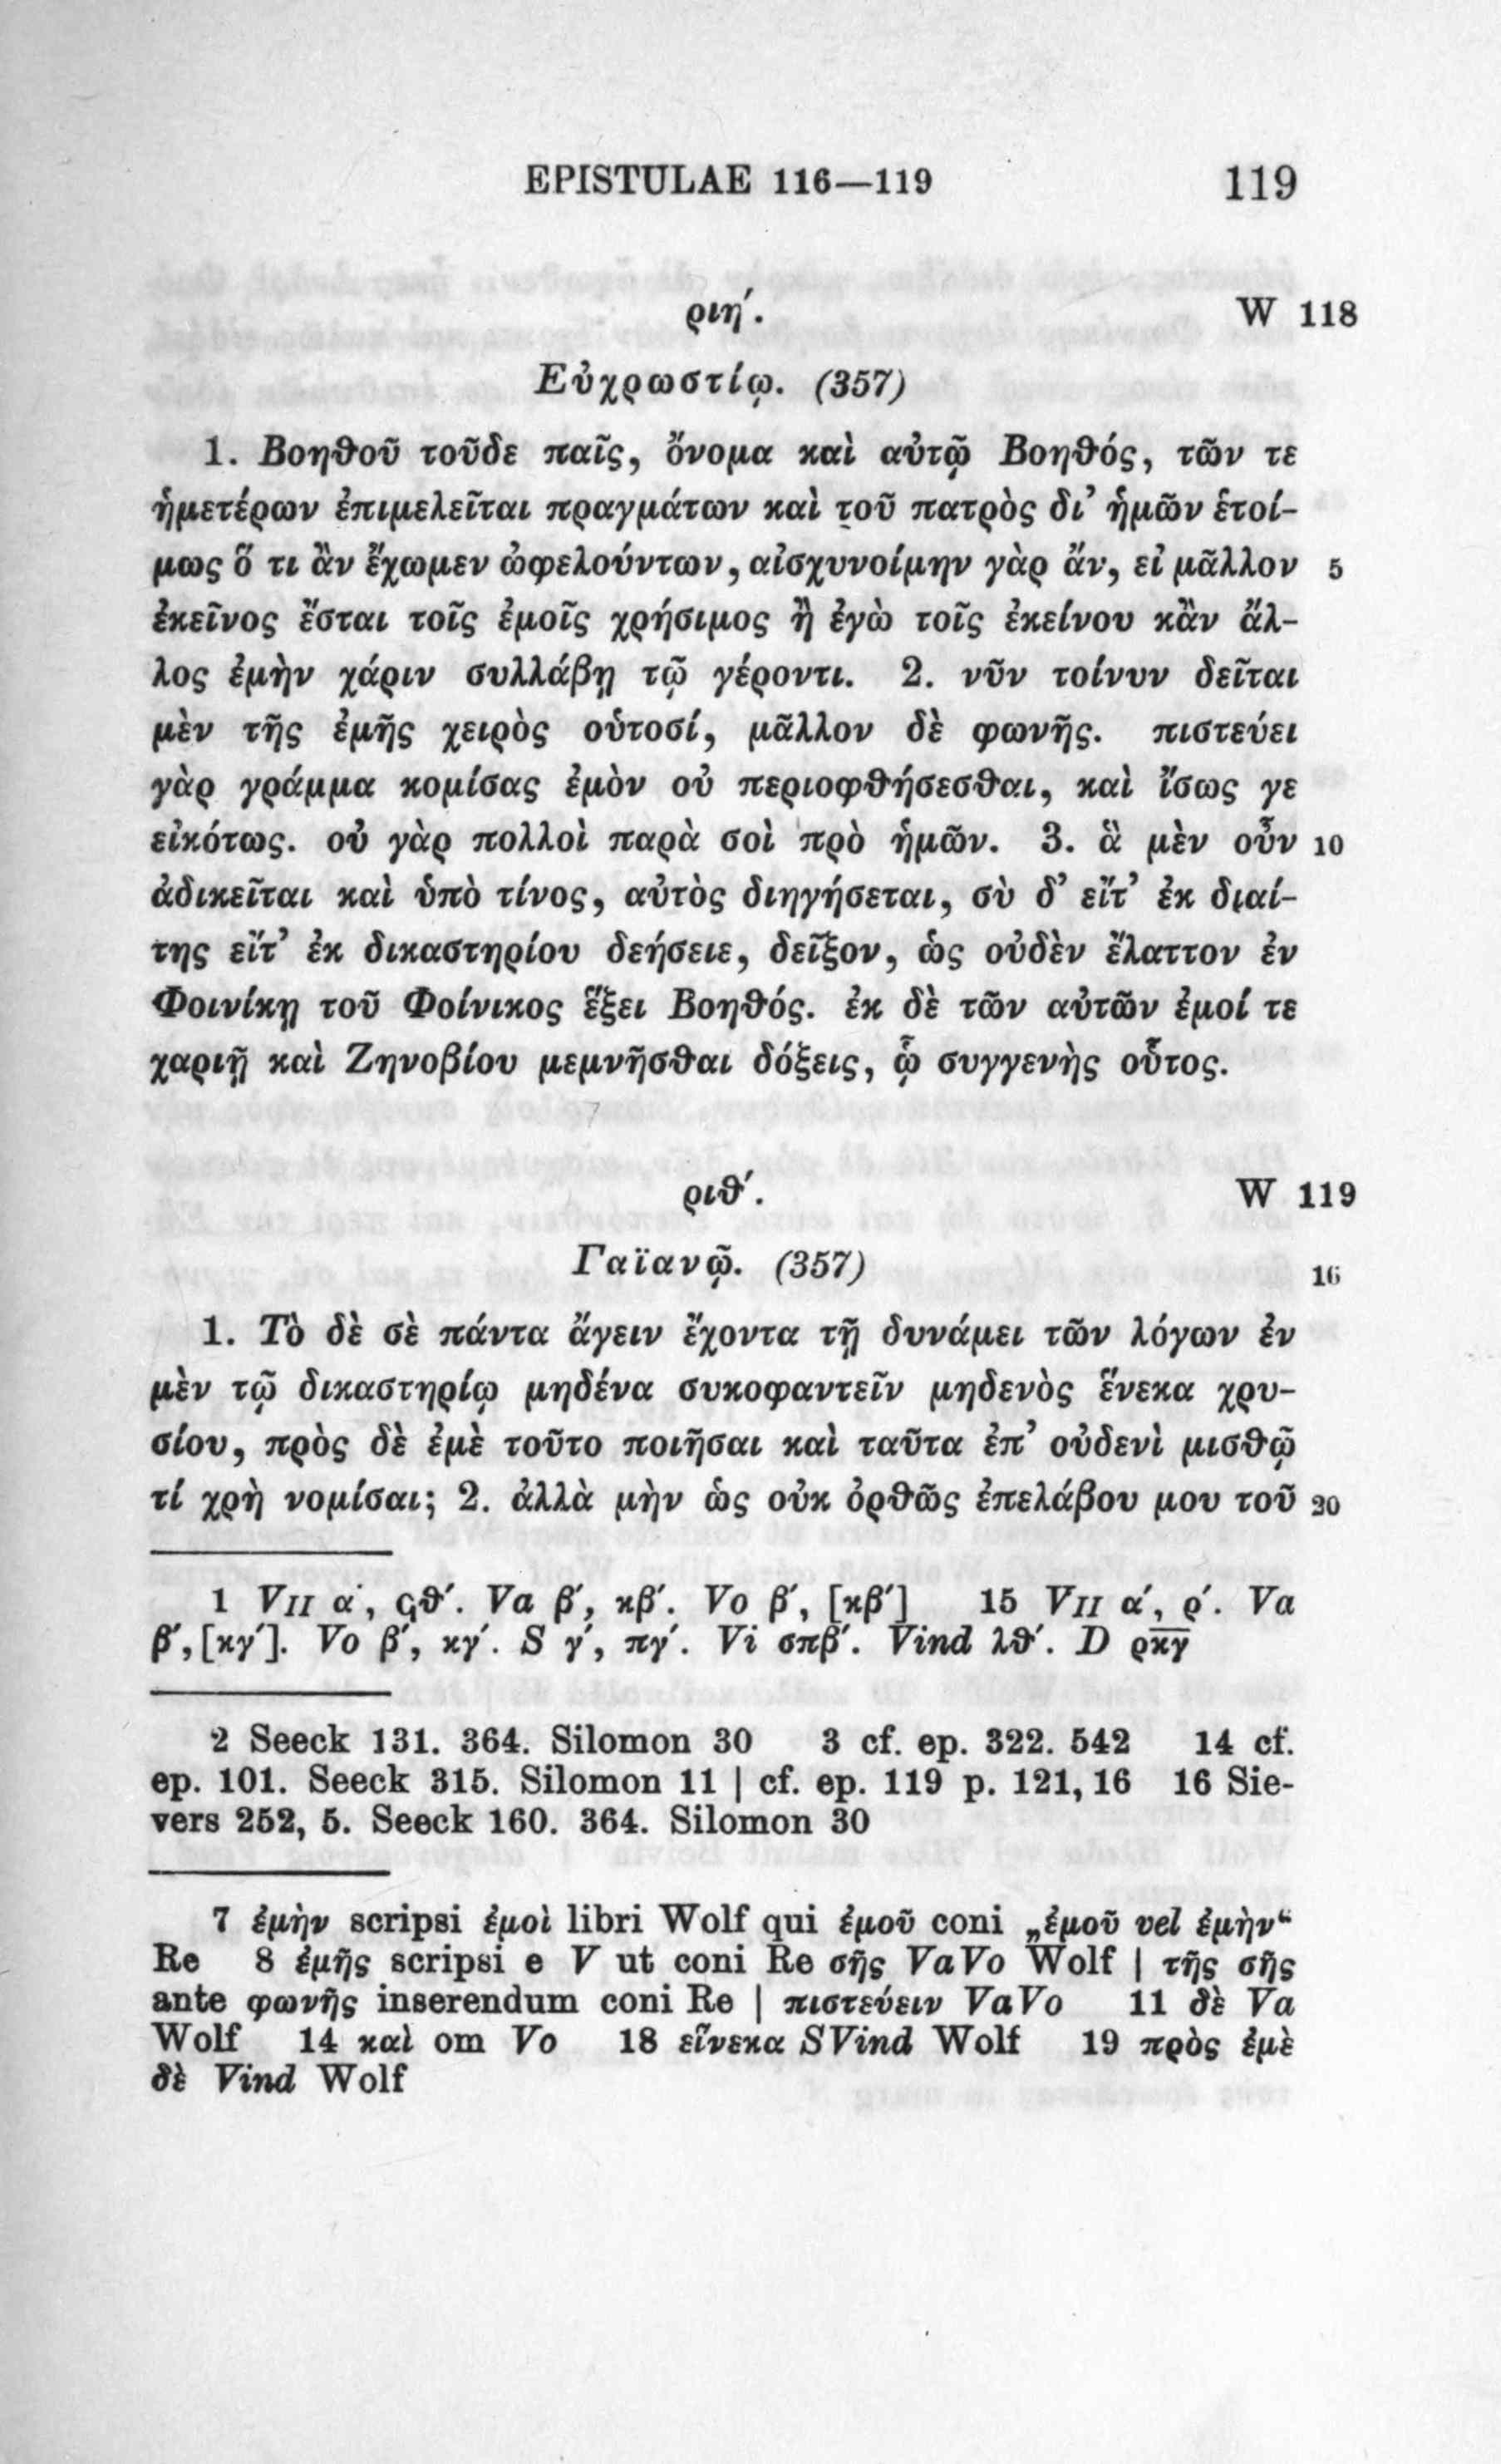 EPISTULAE 116—119 119
ριη΄. W 118
Εὐχρωστίῳ. (357)
1. Βοηθοῦ τοῦδε παῖς, ὄνομα καὶ αὐτῷ Βοηθός, τῶν τε
ἡμετέρων ἐπιμελεῖται πραγμάτων καὶ τοῦ πατρὸς δι’ ἡμῶν ἑτοί-
μως ὅ τι ἂν ἔχωμεν ὠφελούντων, αἰσχυνοίμην γὰρ ἄν, εἰ μᾶλλον 5
ἐκεῖνος ἔσται τοῖς ἐμοῖς χρήσιμος ἢ ἐγὼ τοῖς ἐκείνου κἂν ἄλ-
λος ἐμὴν χάριν συλλάβῃ τῷ γέροντι. 2. νῦν τοίνυν δεῖται
μὲν τῆς ἐμῆς χειρὸς οὑτοσί, μᾶλλον δὲ φωνῆς. πιστεύει
γὰρ γράμμα κομίσας ἐμὸν οὐ περιοφθήσεσθαι, καὶ ἴσως γε
εἰκότως. οὐ γὰρ πολλοὶ παρὰ σοὶ πρὸ ἡμῶν. 3. ἃ μὲν οὖν 10
ἀδικεῖται καὶ ὑπὸ τίνος, αὐτὸς διηγήσεται, σὺ δ’ εἴτ’ ἐκ διαί-
της εἴτ’ ἐκ δικαστηρίου δεήσειε, δεῖξον, ὡς οὐδὲν ἔλαττον ἐν
Φοινίκῃ τοῦ Φοίνικος ἕξει Βοηθός. ἐκ δὲ τῶν αὐτῶν ἐμοί τε
χαριῇ καὶ Ζηνοβίου μεμνῆσθαι δόξεις, ᾧ συγγενὴς οὗτος.
ριθ΄. W 119
Γαϊανῷ. (357) 16
1. Τὸ δὲ σὲ πάντα ἄγειν ἔχοντα τῇ δυνάμει τῶν λόγων ἐν
μὲν τῷ δικαστηρίῳ μηδένα συκοφαντεῖν μηδενὸς ἕνεκα χρυ-
σίου, πρὸς δὲ ἐμὲ τοῦτο ποιῆσαι καὶ ταῦτα ἐπ’ οὐδενὶ μισθῷ
τί χρὴ νομίσαι; 2. ἀλλὰ μὴν ὡς οὐκ ὀρθῶς ἐπελάβου μου τοῦ 20
1 VII α΄, ϛθ΄. Va β΄, κβ΄. Vo β΄, [κβ΄] 15 VII α΄, ρ΄. Va
β΄, [κγ΄]. Vo β΄, κγ΄. S γ΄, πγ΄. Vi σπβ΄. Vind λθ΄. D ρκγ
2 Seeck 131. 364. Silomon 30 3 cf. ep. 322. 542 14 cf.
ep. 101. Seeck 315. Silomon 11 | cf. ep. 119 p. 121, 16 16 Sie-
vers 252, 5. Seeck 160. 364. Silomon 30
7 ἐμὴν scripsi ἐμοὶ libri Wolf qui ἐμοῦ coni „ἐμοῦ vel ἐμὴν“
Re 8 ἐμῆς scripsi e V ut coni Re σῆς VaVo Wolf | τῆς σῆς
ante φωνῆς inserendum coni Re | πιστεύειν VaVo 11 δὲ Va
Wolf 14 καὶ om Vo 18 εἵνεκα SVind Wolf 19 πρὸς ἐμὲ
δὲ Vind Wolf